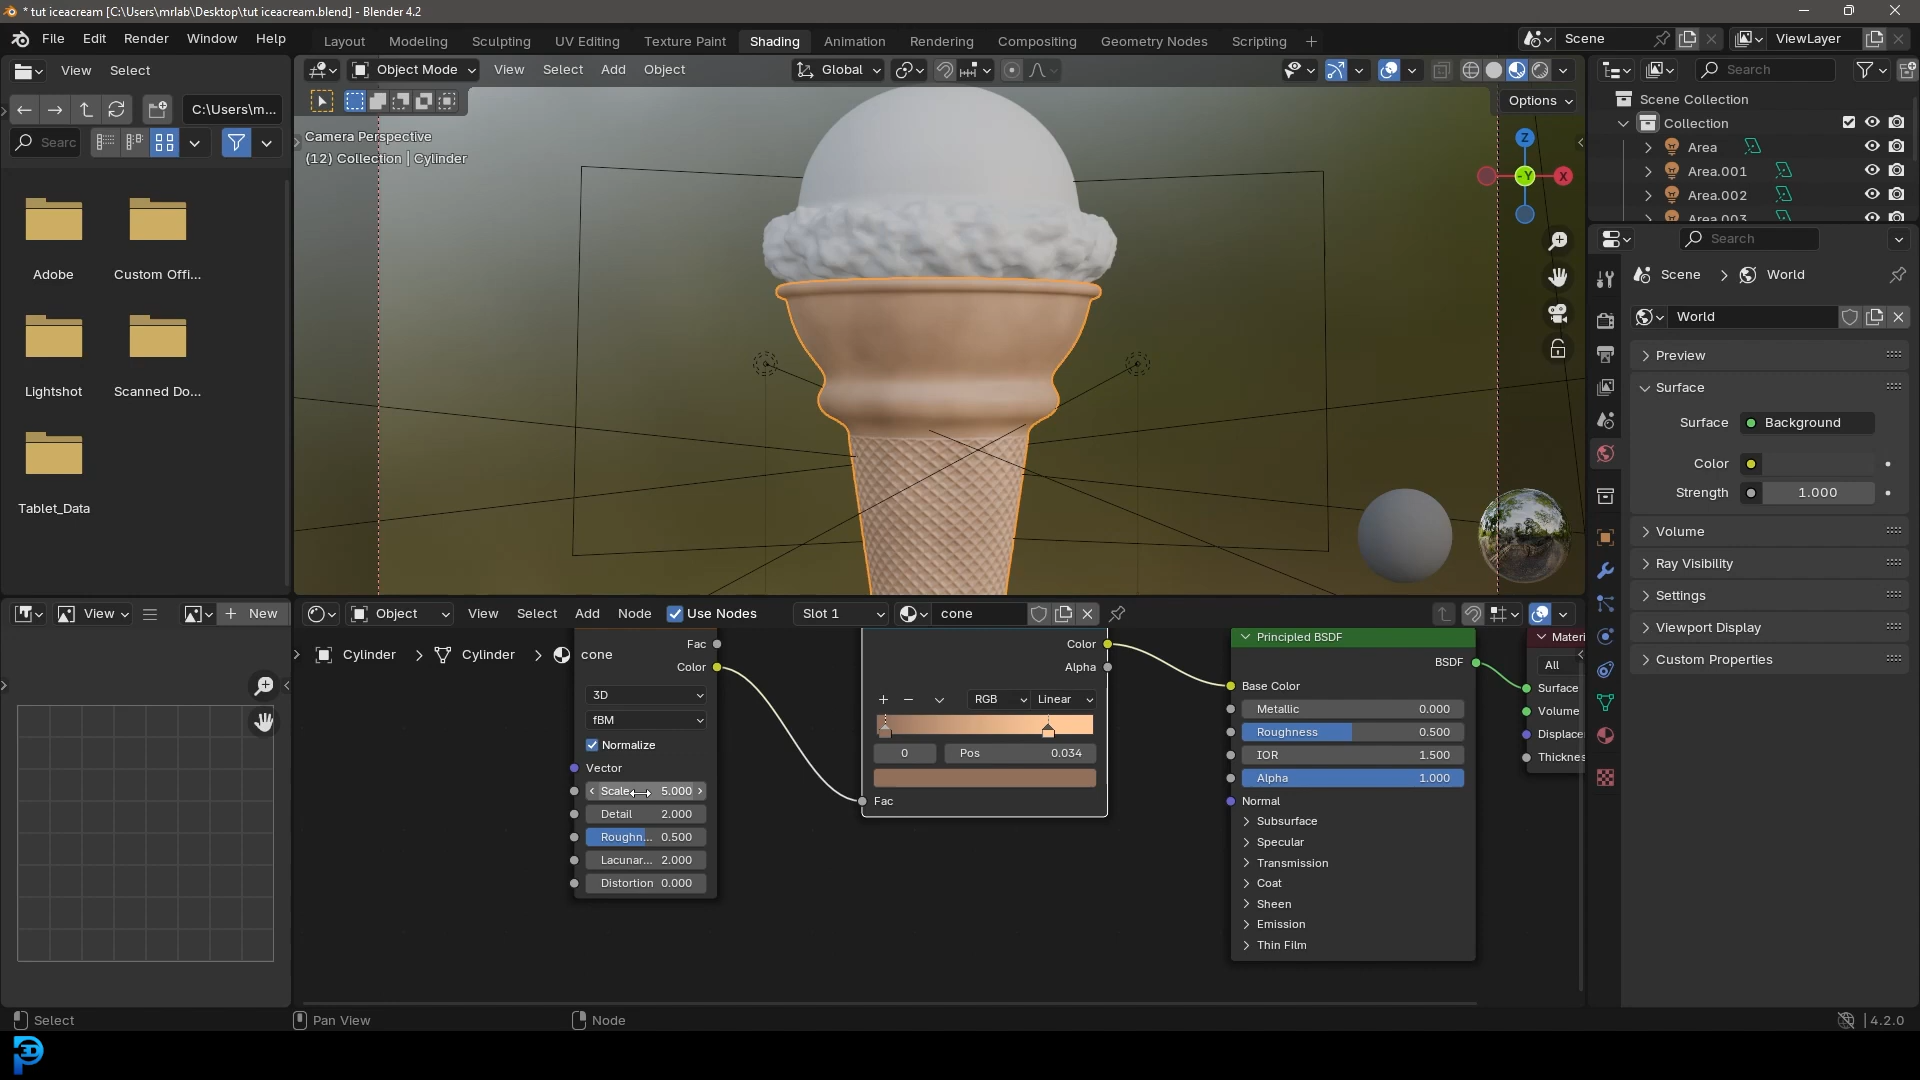 * tut iceacream [C:\Users\mrlab\Desktop\tut iceacream.blend] - Blender 4.2
File Edit Render Window Help
Layout Modeling Sculpting UV Editing Texture Paint Shading Animation Rendering Compositing Geometry Nodes Scripting +
Scene
ViewLayer
View Select
Object Mode View Select Add Object
Global
Search
C:\Users\m...
Searc
Options
Camera Perspective
(12) Collection | Cylinder
Z
-Y
X
Scene Collection
Collection
Area
Area.001
Area.002
Area.003
Adobe
Custom Offi...
Lightshot
Scanned Do...
Tablet_Data
Search
Scene > World
World
Preview
Surface
Surface Background
Color
Strength 1.000
Volume
Ray Visibility
Settings
Viewport Display
Custom Properties
View
+ New
Object View Select Add Node Use Nodes Slot 1 cone
Cylinder > Cylinder > cone
Fac
Color
3D
fBM
Normalize
Vector
Scale 5.000
Detail 2.000
Roughn... 0.500
Lacunar... 2.000
Distortion 0.000
Color
Alpha
+ − RGB Linear
0 Pos 0.034
Fac
Principled BSDF
BSDF
Base Color
Metallic 0.000
Roughness 0.500
IOR 1.500
Alpha 1.000
Normal
Subsurface
Specular
Transmission
Coat
Sheen
Emission
Thin Film
Materi
All
Surface
Volume
Displace
Thicknes
Select
Pan View
Node
4.2.0